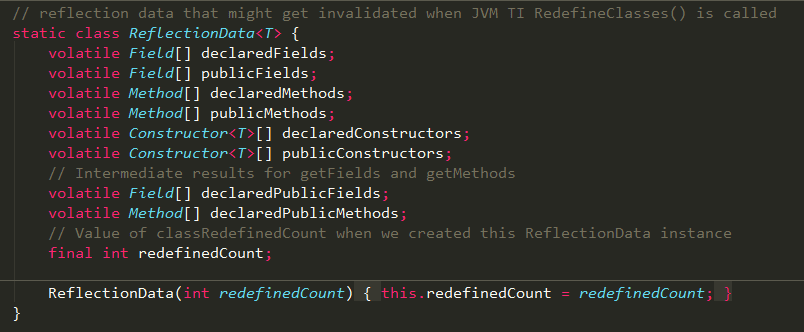 // reflection data that might get invalidated when JVM TI RedefineClasses() is called
static class ReflectionData<T> {
    volatile Field[] declaredFields;
    volatile Field[] publicFields;
    volatile Method[] declaredMethods;
    volatile Method[] publicMethods;
    volatile Constructor<T>[] declaredConstructors;
    volatile Constructor<T>[] publicConstructors;
    // Intermediate results for getFields and getMethods
    volatile Field[] declaredPublicFields;
    volatile Method[] declaredPublicMethods;
    // Value of classRedefinedCount when we created this ReflectionData instance
    final int redefinedCount;

    ReflectionData(int redefinedCount) { this.redefinedCount = redefinedCount; }
}